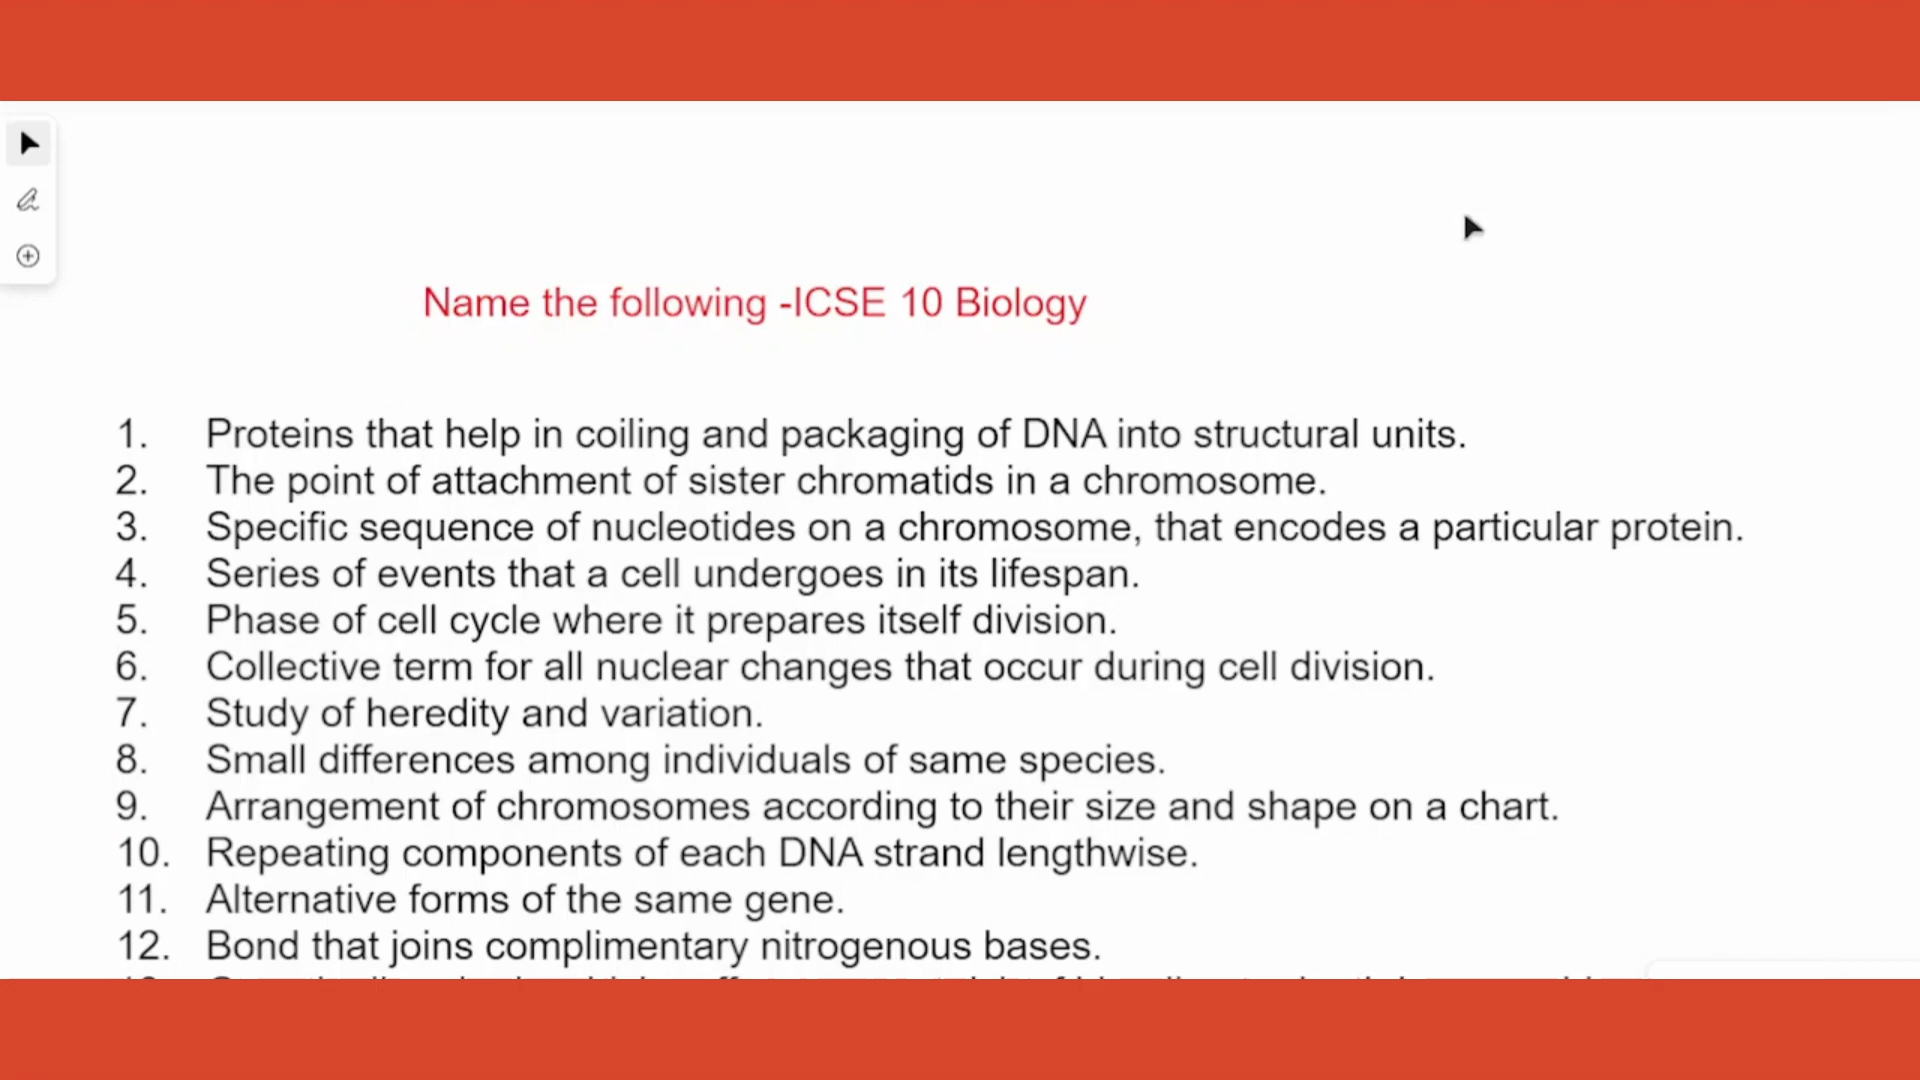 Name the following -ICSE 10 Biology
1. Proteins that help in coiling and packaging of DNA into structural units.
2. The point of attachment of sister chromatids in a chromosome.
3. Specific sequence of nucleotides on a chromosome, that encodes a particular protein.
4. Series of events that a cell undergoes in its lifespan.
5. Phase of cell cycle where it prepares itself division.
6. Collective term for all nuclear changes that occur during cell division.
7. Study of heredity and variation.
8. Small differences among individuals of same species.
9. Arrangement of chromosomes according to their size and shape on a chart.
10. Repeating components of each DNA strand lengthwise.
11. Alternative forms of the same gene.
12. Bond that joins complimentary nitrogenous bases.